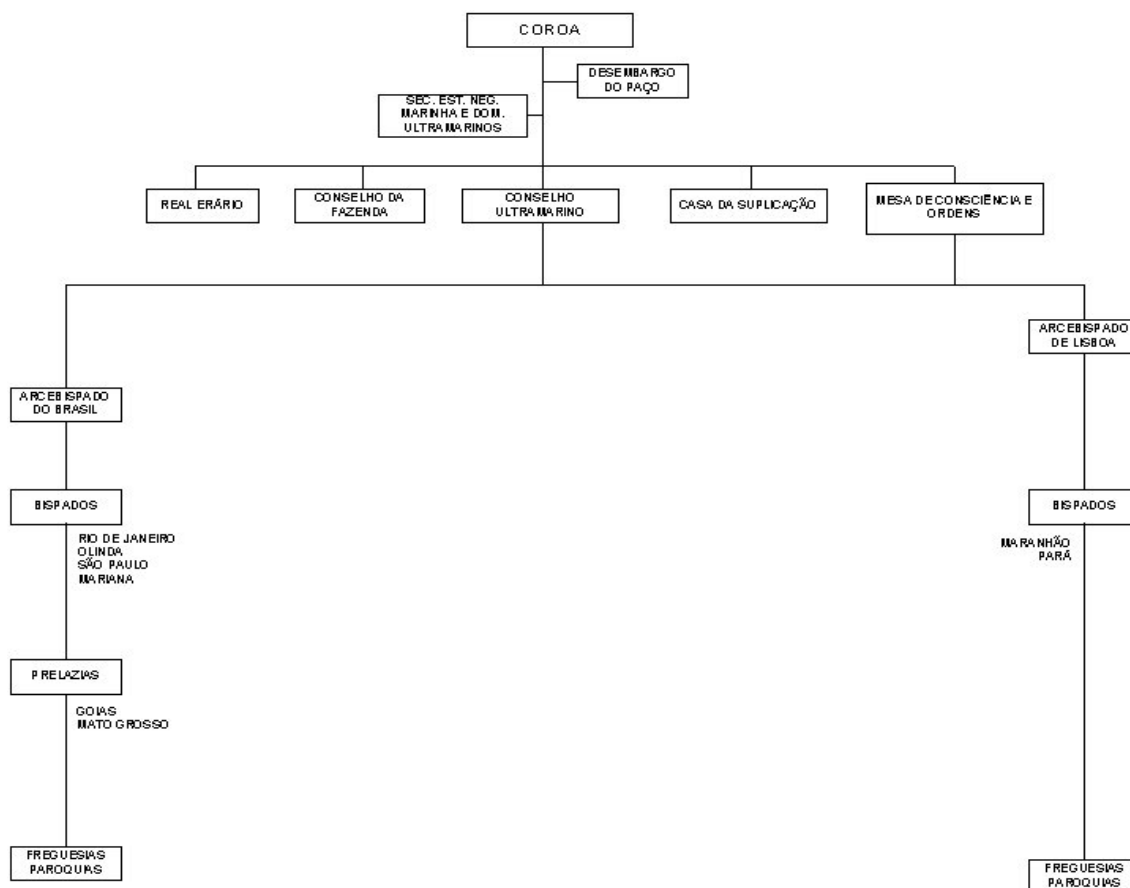 COROA
DESEMBARGO
DO PAÇO
SEC. EST. NEG.
MARINHA E DOM.
ULTRAMARINOS
REAL ERÁRIO
CONSELHO DA
FAZENDA
CONSELHO
ULTRAMARINO
CASA DA SUPLICAÇÃO
MESA DE CONSCIÊNCIA E
ORDENS
ARCEBISPADO
DE LISBOA
ARCEBISPADO
DO BRASIL
BISPADOS
RIO DE JANEIRO
OLINDA
SÃO PAULO
MARIANA
BISPADOS
MARANHÃO
PARÁ
PRELAZIAS
GOIAS
MATO GROSSO
FREGUESIAS
PAROQUIAS
FREGUESIAS
PAROQUIAS